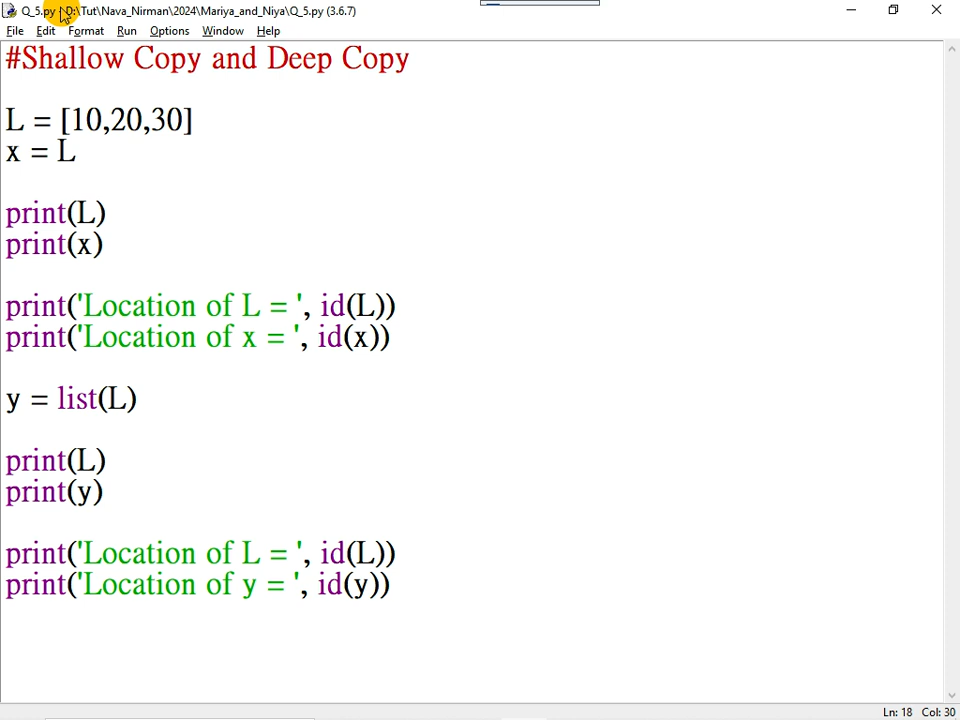 Q_5.py - D:\Tut\Nava_Nirman\2024\Mariya_and_Niya\Q_5.py (3.6.7)
File Edit Format Run Options Window Help
#Shallow Copy and Deep Copy
L = [10,20,30]
x = L
print(L)
print(x)
print('Location of L = ', id(L))
print('Location of x = ', id(x))
y = list(L)
print(L)
print(y)
print('Location of L = ', id(L))
print('Location of y = ', id(y))
Ln: 18 Col: 30